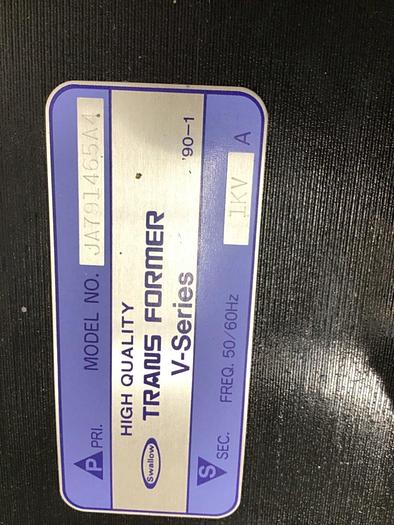 P PRI. MODEL NO. JA791465A4
HIGH QUALITY
Swallow TRANS FORMER '90-1
V-Series
S SEC. FREQ. 50/60Hz 1KV A